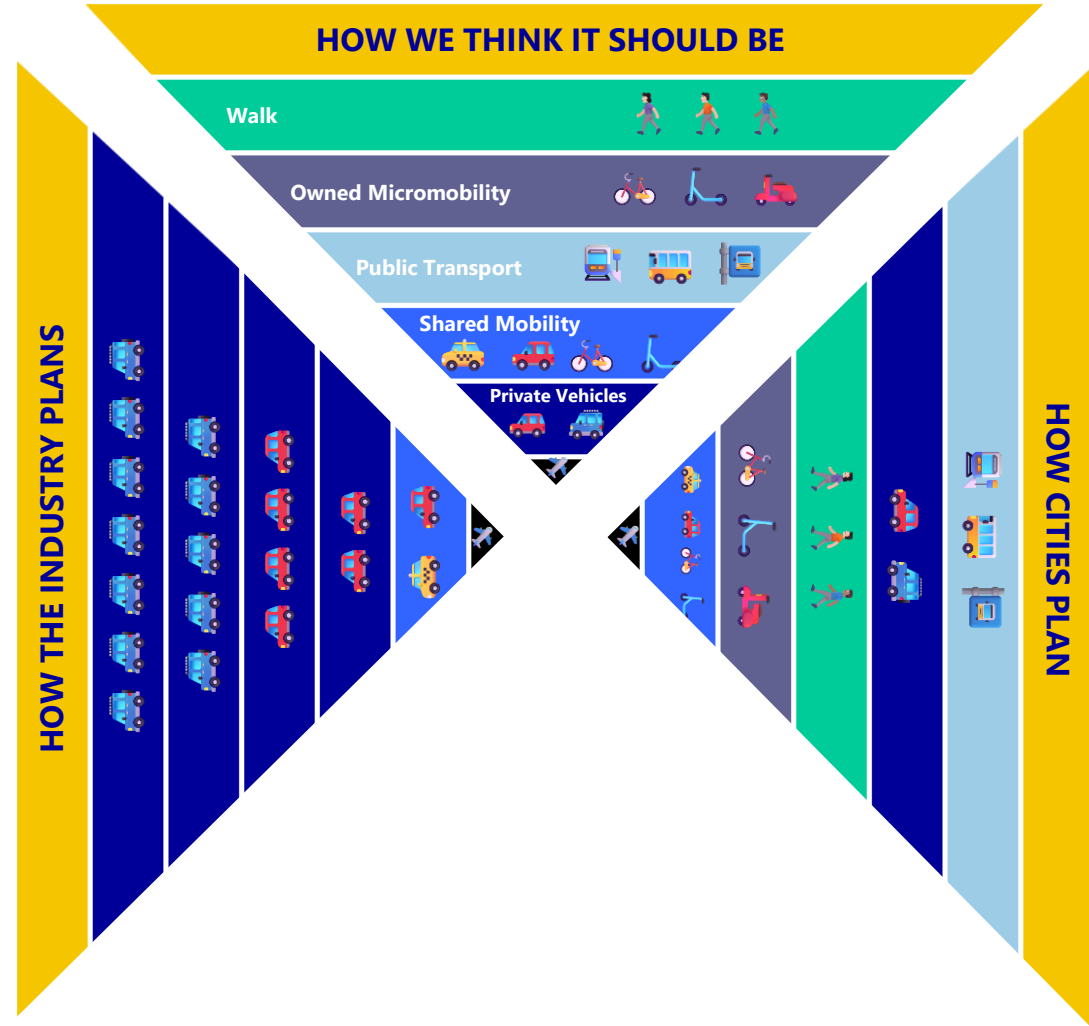 HOW WE THINK IT SHOULD BE
Walk
Owned Micromobility
Public Transport
Shared Mobility
Private Vehicles
HOW THE INDUSTRY PLANS
HOW CITIES PLAN